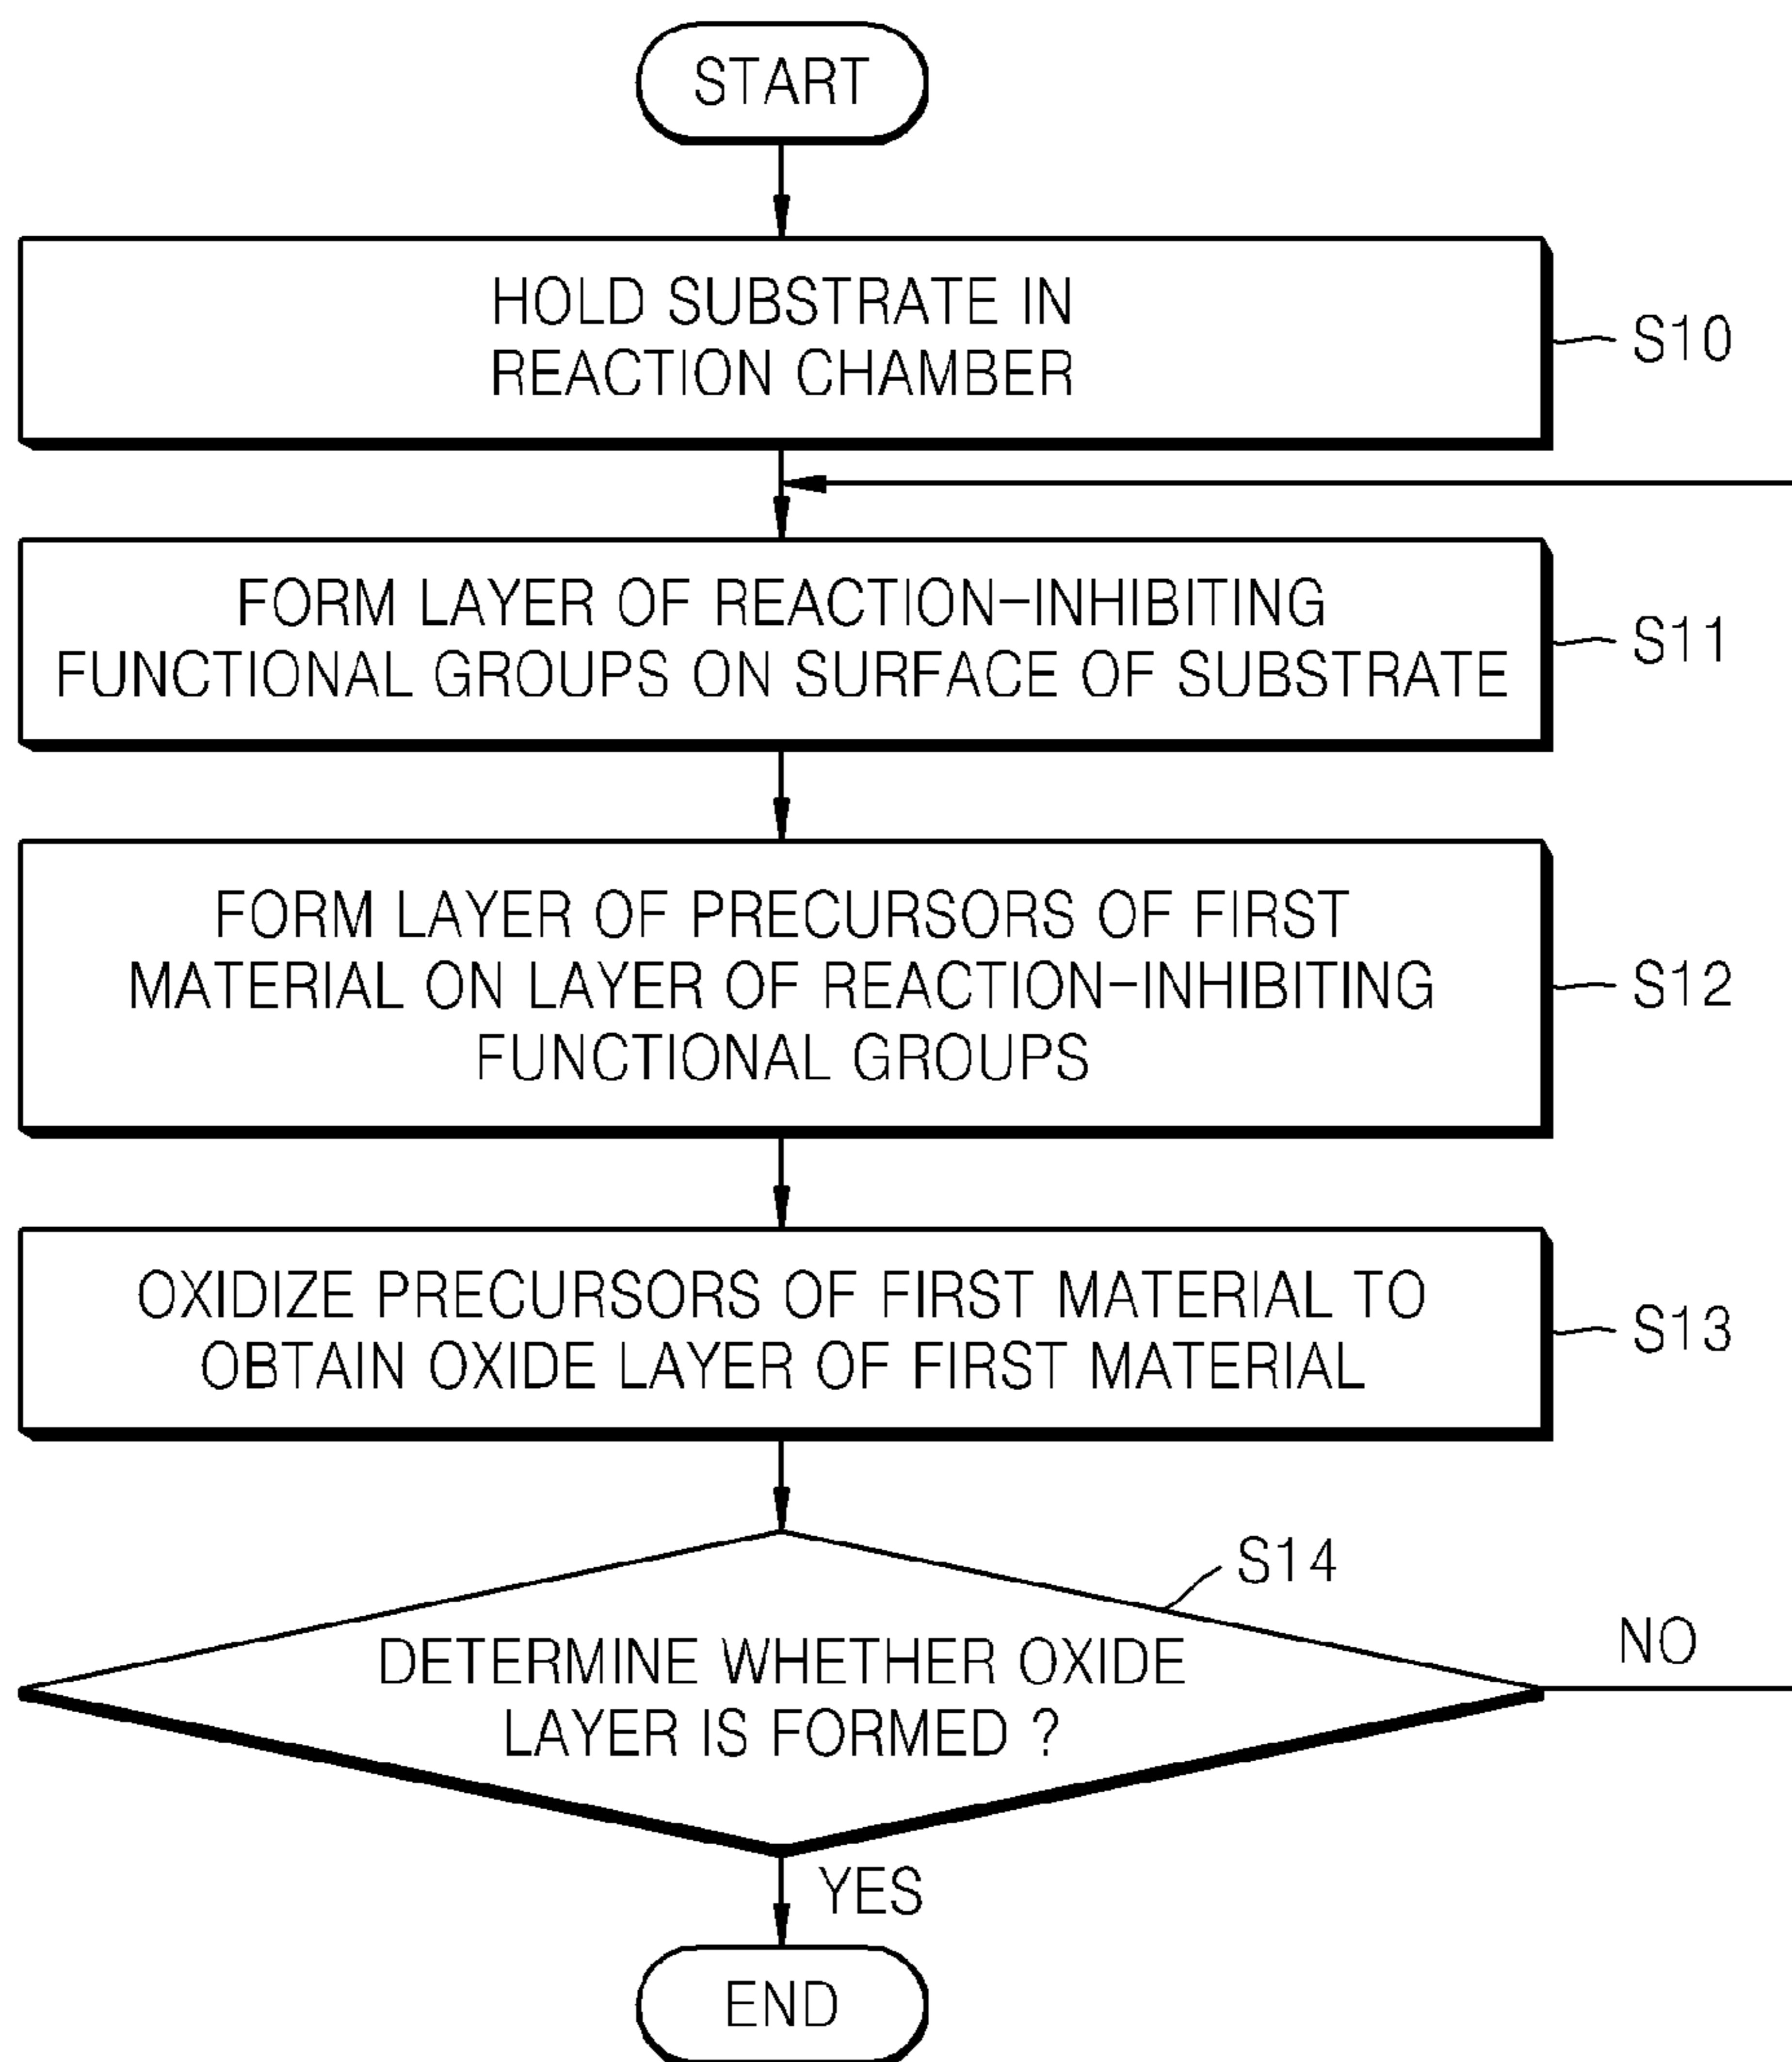 START
HOLD SUBSTRATE IN
REACTION CHAMBER
S10
FORM LAYER OF REACTION-INHIBITING
FUNCTIONAL GROUPS ON SURFACE OF SUBSTRATE
S11
FORM LAYER OF PRECURSORS OF FIRST
MATERIAL ON LAYER OF REACTION-INHIBITING
FUNCTIONAL GROUPS
S12
OXIDIZE PRECURSORS OF FIRST MATERIAL TO
OBTAIN OXIDE LAYER OF FIRST MATERIAL
S13
S14
DETERMINE WHETHER OXIDE
LAYER IS FORMED ?
NO
YES
END